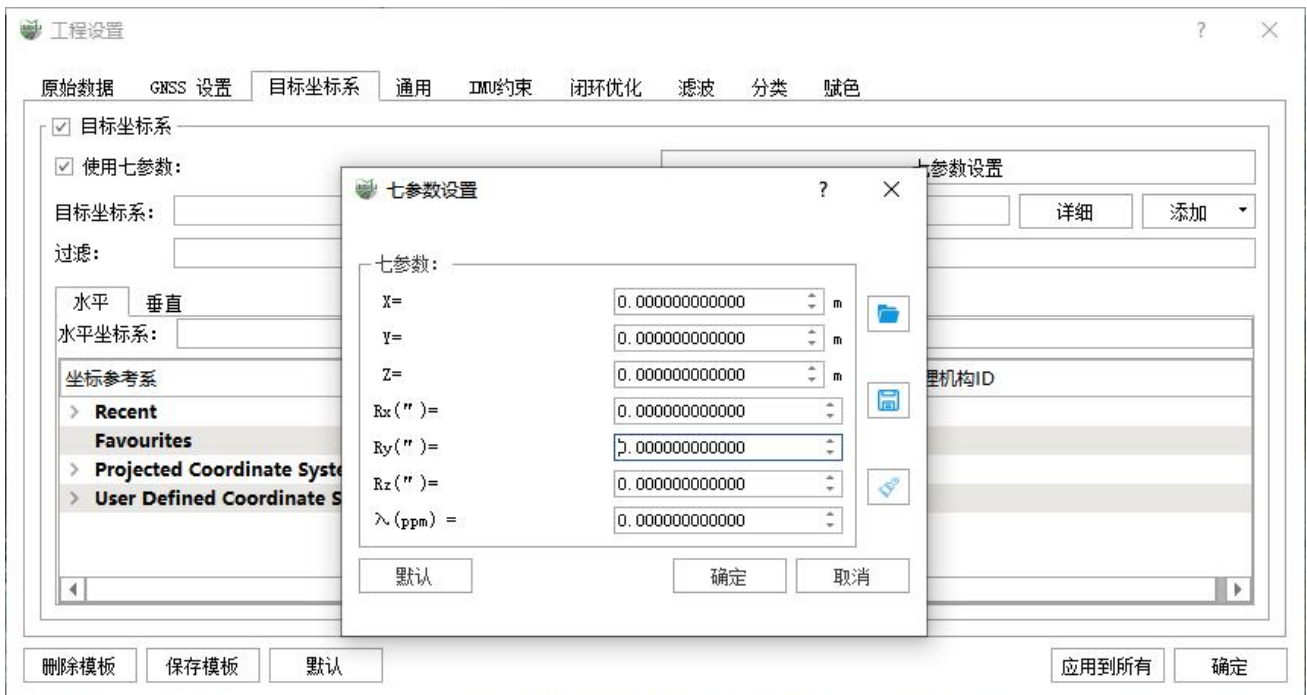 工程设置
原始数据 GNSS 设置 目标坐标系 通用 IMU约束 闭环优化 滤波 分类 赋色
目标坐标系
使用七参数:
参数设置
目标坐标系:
详细 添加
过滤:
水平 垂直
水平坐标系:
坐标参考系
理机构ID
Recent
Favourites
Projected Coordinate Syste
User Defined Coordinate S
七参数设置
七参数:
X= 0.000000000000 m
Y= 0.000000000000 m
Z= 0.000000000000 m
Rx(")= 0.000000000000
Ry(")= 0.000000000000
Rz(")= 0.000000000000
λ(ppm) = 0.000000000000
默认 确定 取消
删除模板 保存模板 默认 应用到所有 确定